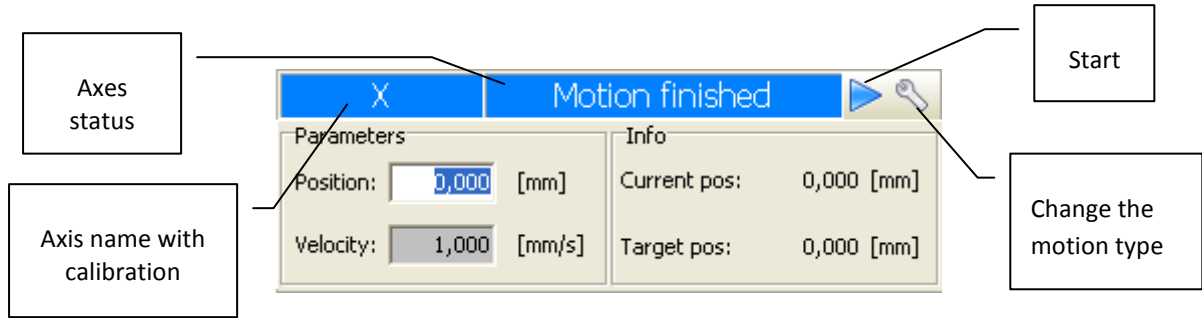 Axes
status
Start
X
Motion finished
Parameters
Info
Position:
0,000
[mm]
Current pos:
0,000 [mm]
Velocity:
1,000
[mm/s]
Target pos:
0,000 [mm]
Axis name with
calibration
Change the
motion type